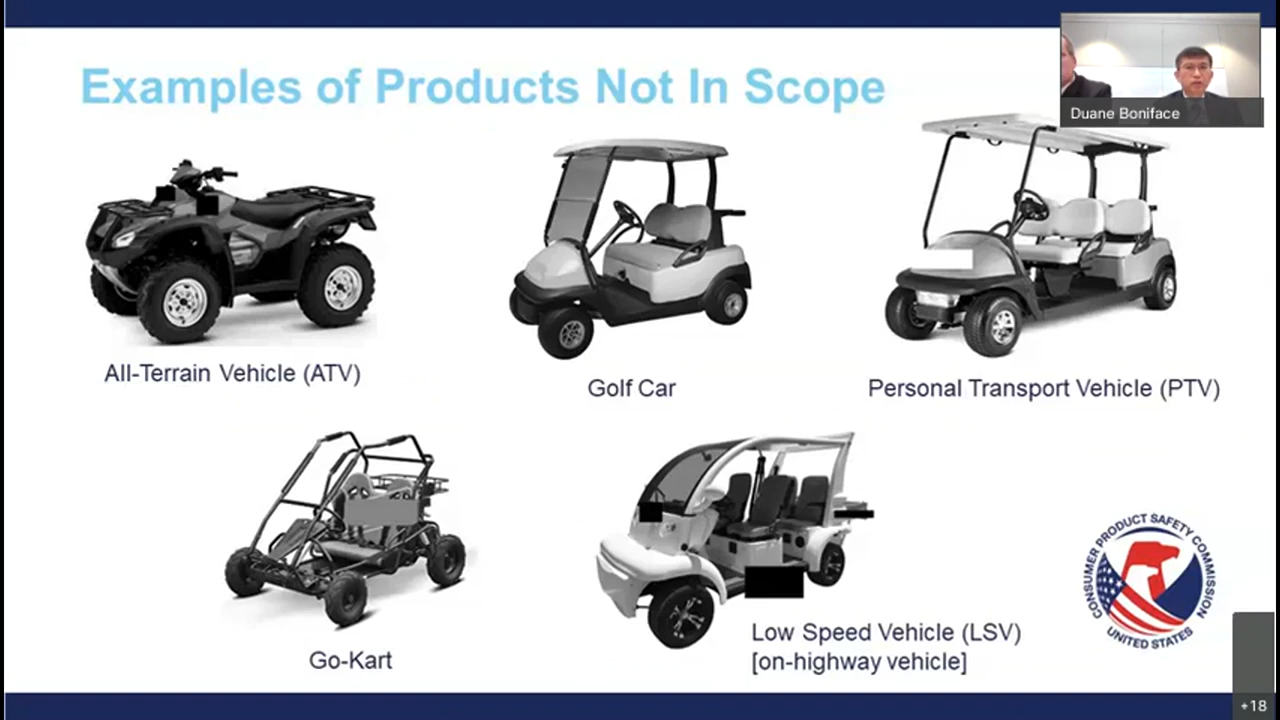 Examples of Products Not In Scope
Duane Boniface
All-Terrain Vehicle (ATV)
Golf Car
Personal Transport Vehicle (PTV)
Go-Kart
Low Speed Vehicle (LSV)
[on-highway vehicle]
CONSUMER PRODUCT SAFETY COMMISSION
UNITED STATES
+18